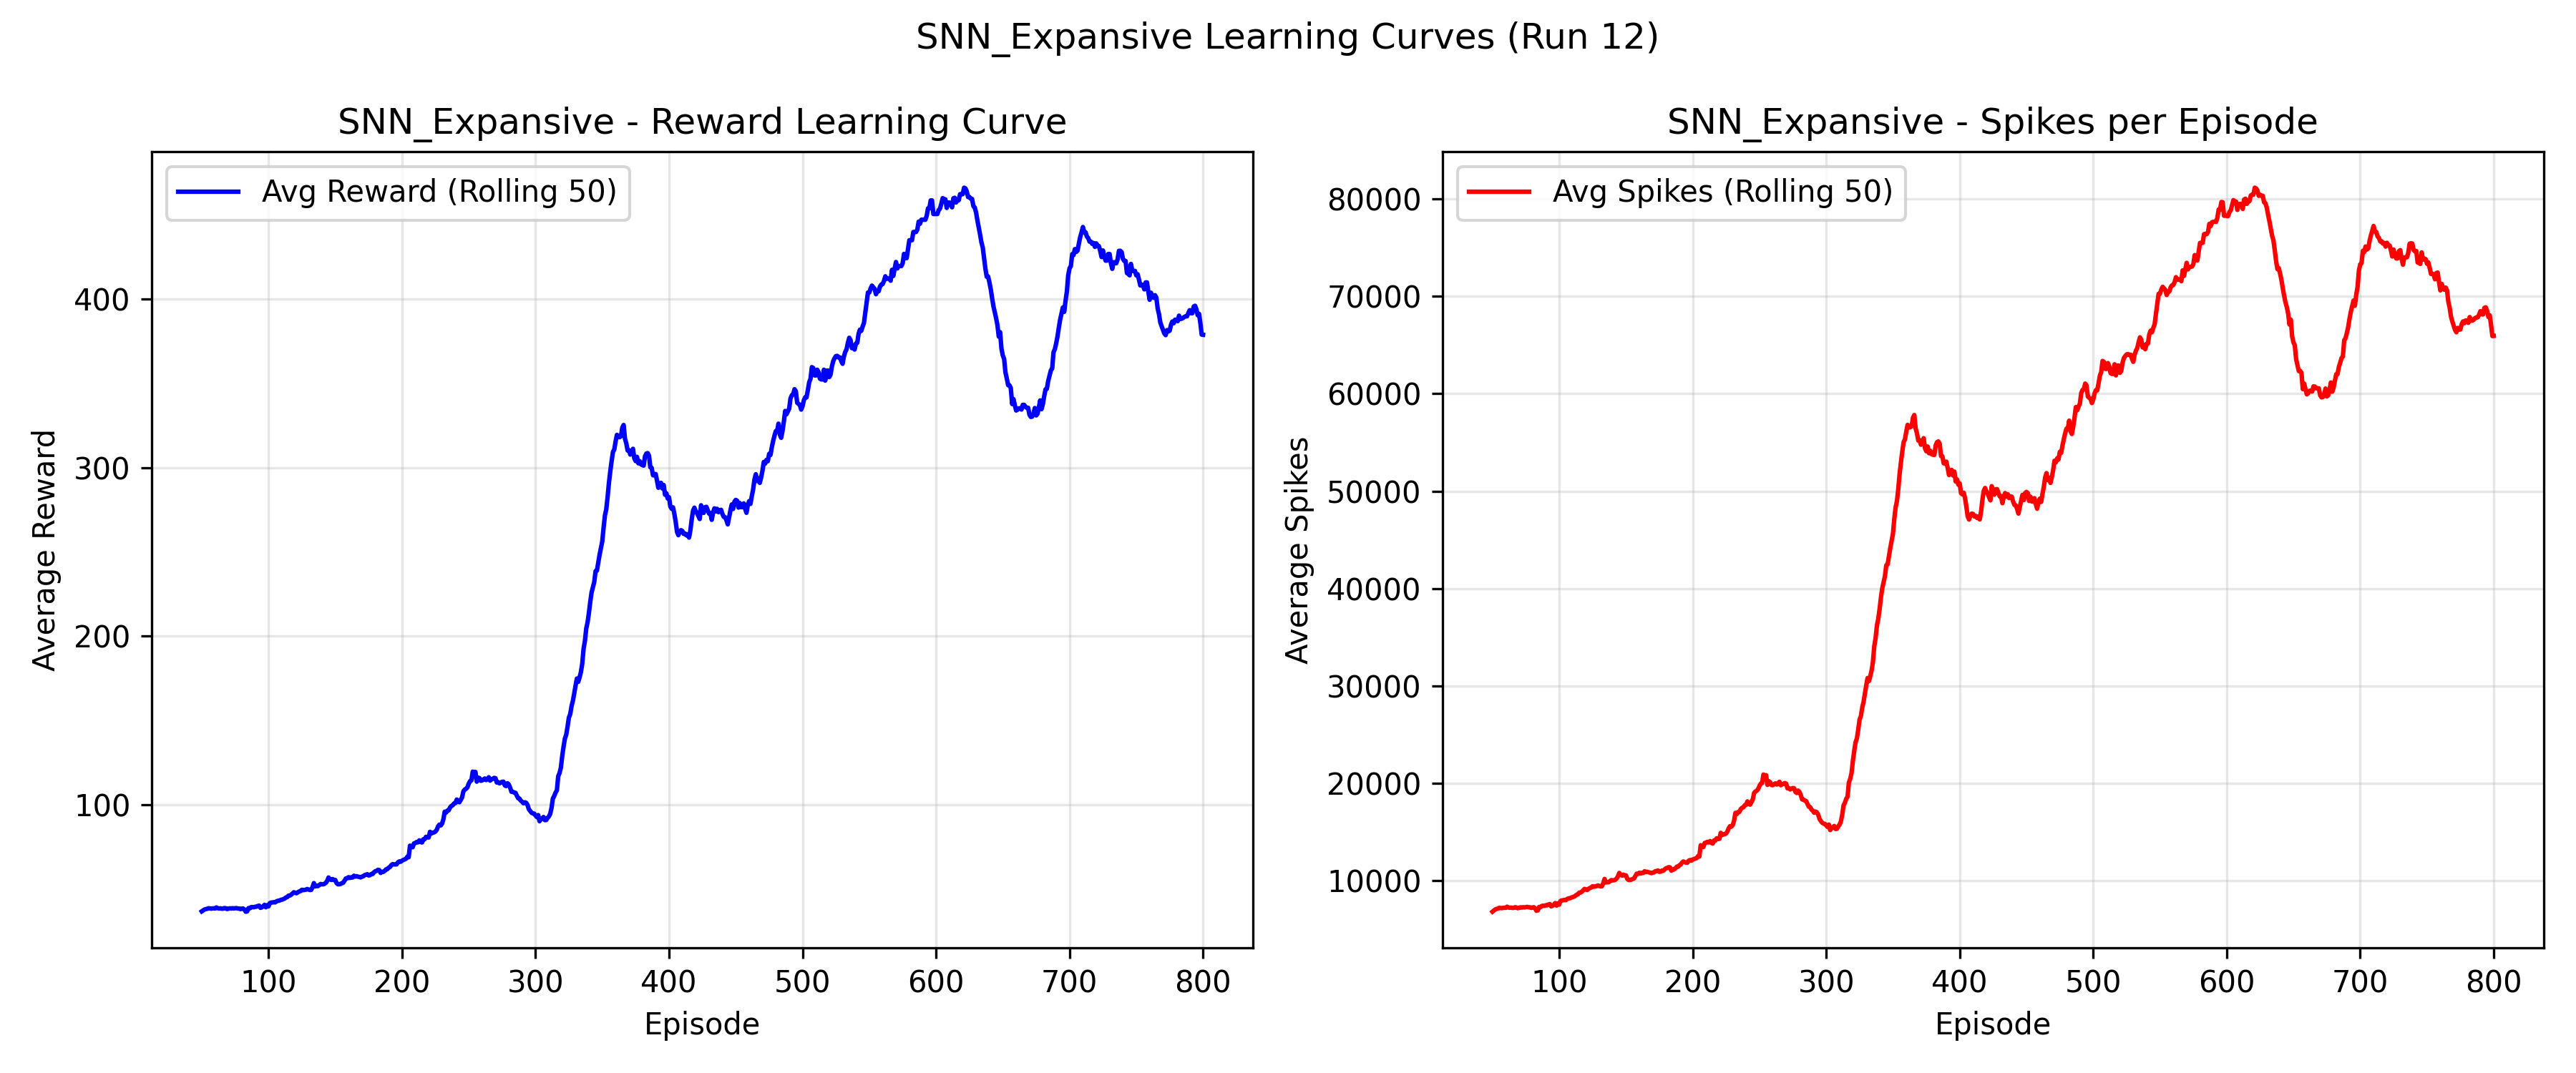 SNN_Expansive Learning Curves (Run 12)
SNN_Expansive - Reward Learning Curve
Avg Reward (Rolling 50)
Average Reward
400
300
200
100
100 200 300 400 500 600 700 800
Episode
SNN_Expansive - Spikes per Episode
Avg Spikes (Rolling 50)
Average Spikes
80000
70000
60000
50000
40000
30000
20000
10000
100 200 300 400 500 600 700 800
Episode